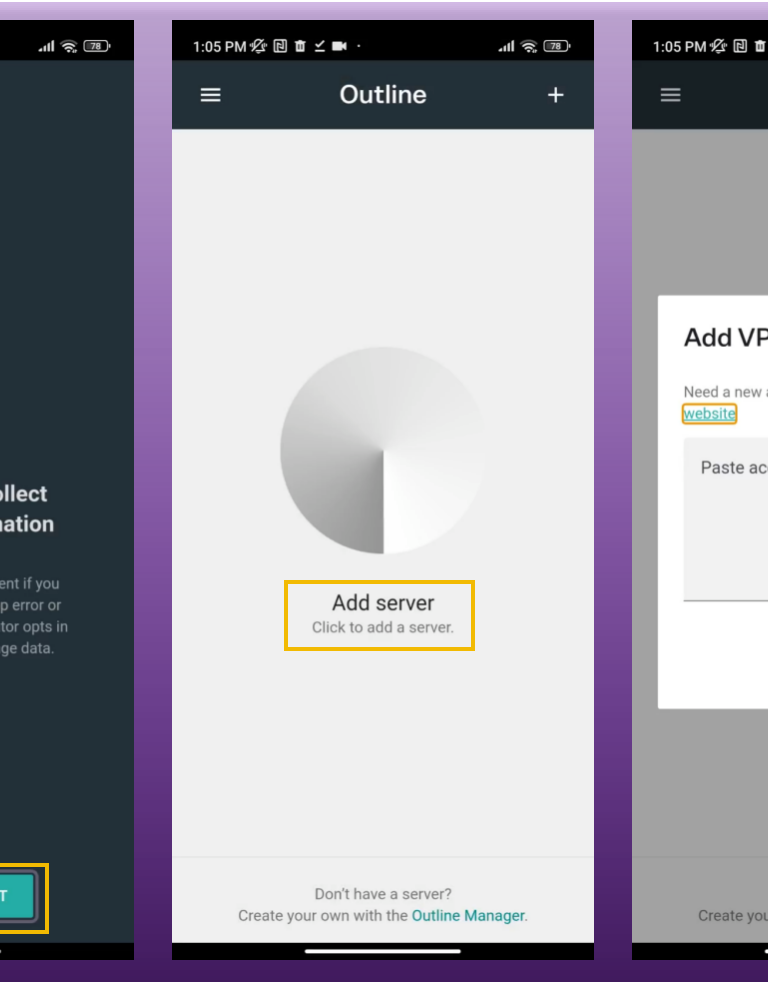 78
ollect
ation
ent if you
p error or
tor opts in
ge data.
T
1:05 PM
78
Outline
Add server
Click to add a server.
Don't have a server?
Create your own with the Outline Manager.
1:05 PM
Add VP
Need a new a
website
Paste acc
Create you